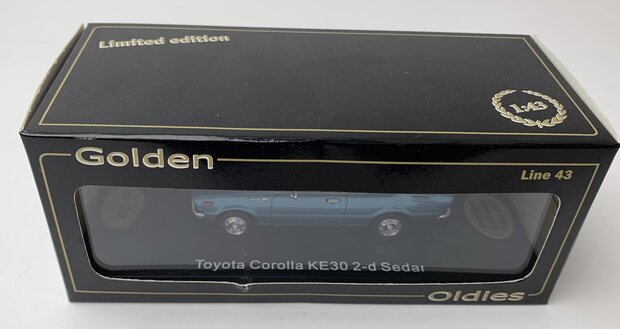 Limited edition
1:43
Golden
Line 43
Toyota Corolla KE30 2-d Sedan
Oldies